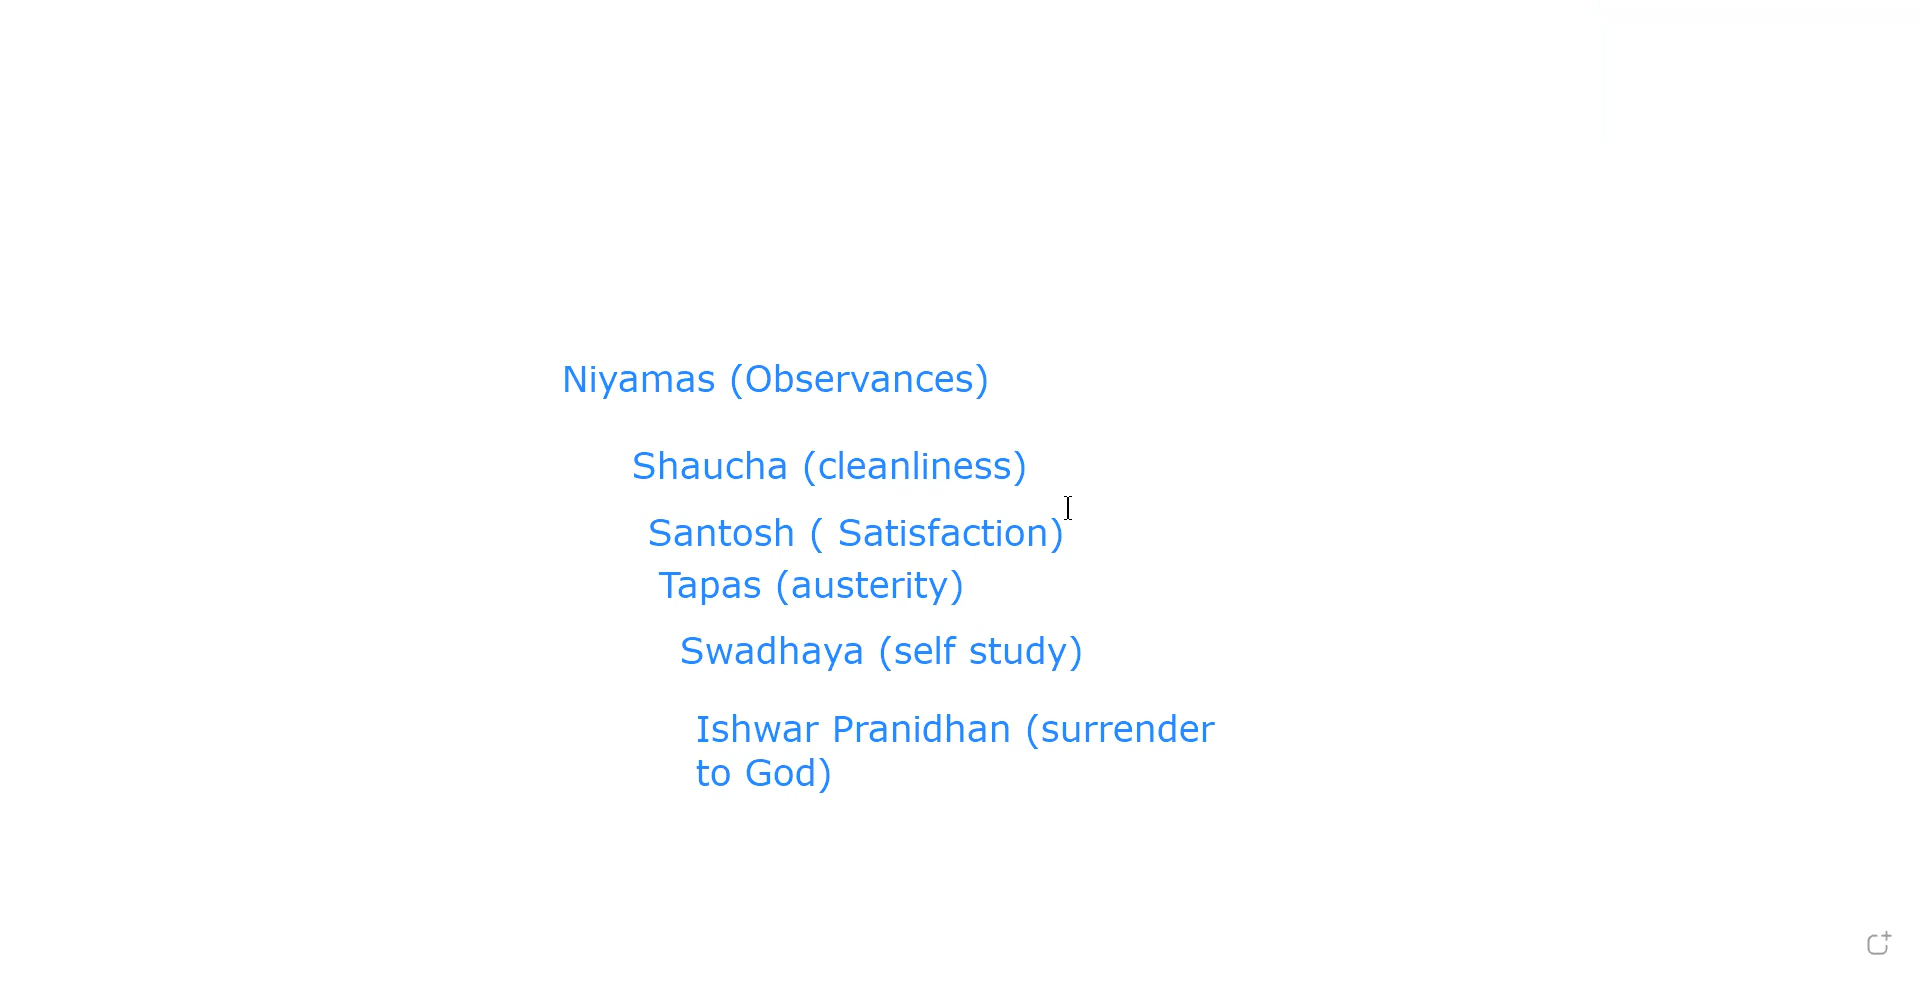 Niyamas (Observances)
Shaucha (cleanliness)
Santosh ( Satisfaction)
Tapas (austerity)
Swadhaya (self study)
Ishwar Pranidhan (surrender
to God)